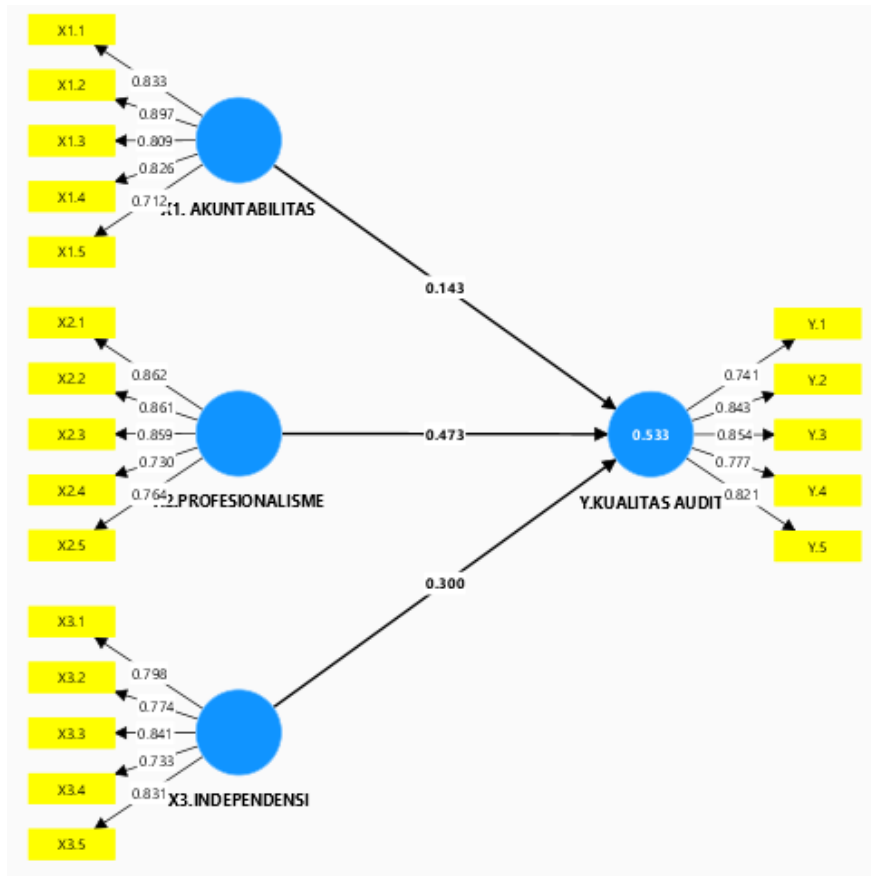 X1.1
0.833
X1.2
0.897
X1.3
0.809
X1.4
0.826
X1.5
0.712
X1. AKUNTABILITAS
0.143
X2.1
0.862
X2.2
0.861
X2.3
0.859
X2.4
0.730
X2.5
0.764
X2.PROFESIONALISME
0.473
X3.1
0.798
X3.2
0.774
X3.3
0.841
X3.4
0.733
X3.5
0.831
X3.INDEPENDENSI
0.300
0.533
Y.KUALITAS AUDIT
Y.1
0.741
Y.2
0.843
Y.3
0.854
Y.4
0.777
Y.5
0.821